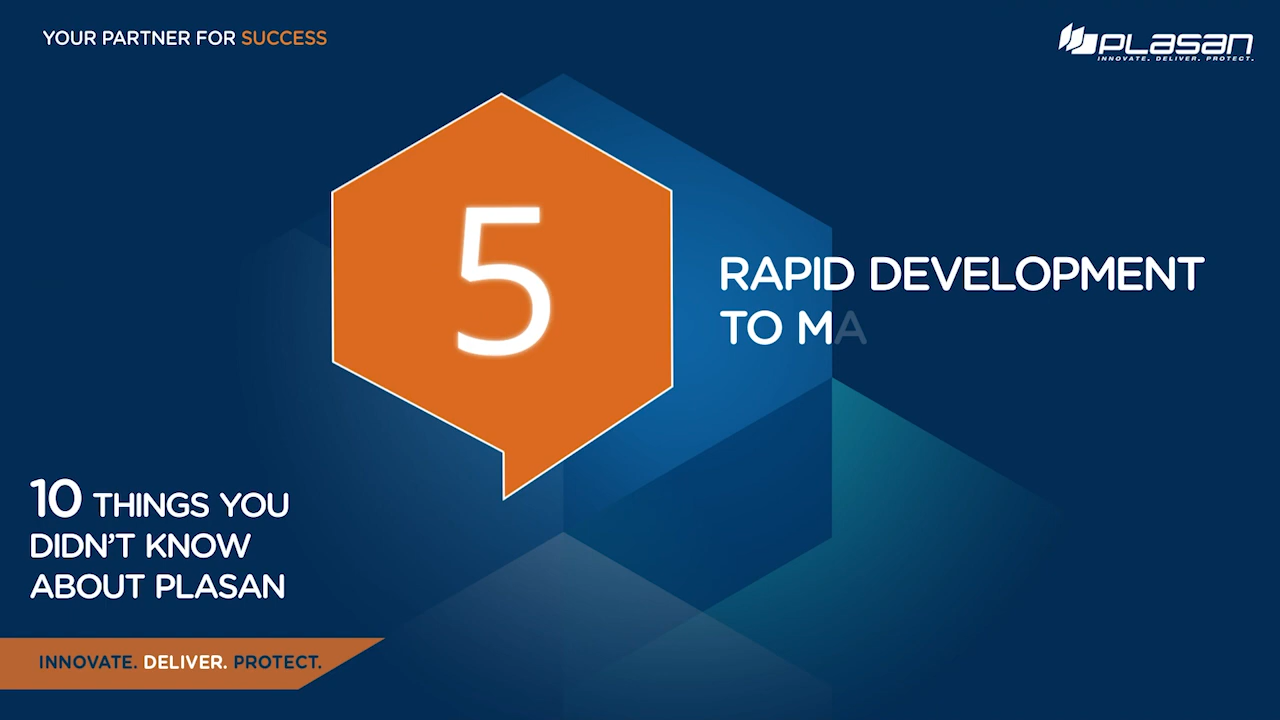 YOUR PARTNER FOR SUCCESS
PLASAN
INNOVATE. DELIVER. PROTECT.
5
RAPID DEVELOPMENT
TO MA
10 THINGS YOU
DIDN'T KNOW
ABOUT PLASAN
INNOVATE. DELIVER. PROTECT.